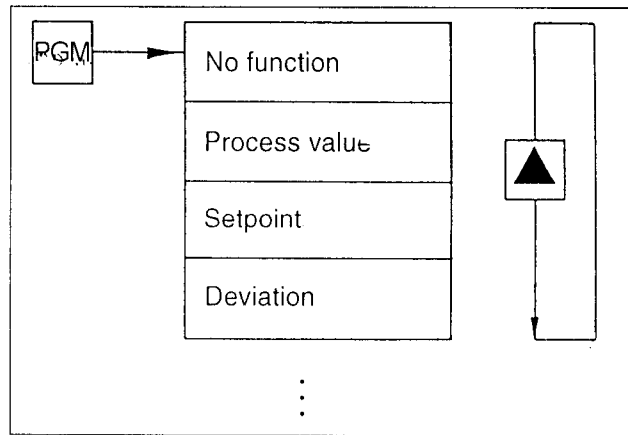 PGM
No function
Process value
Setpoint
Deviation